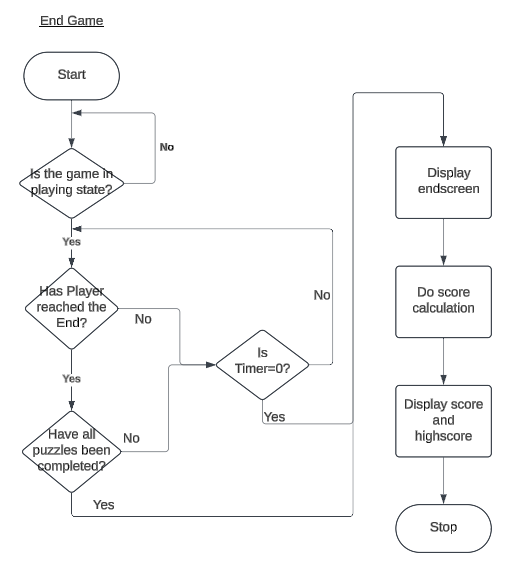 End Game
Start
No
Is the game in
playing state?
Yes
Has Player
reached the
End?
No
Yes
Have all
puzzles been
completed?
No
Yes
Is
Timer=0?
No
Yes
Display
endscreen
Do score
calculation
Display score
and
highscore
Stop